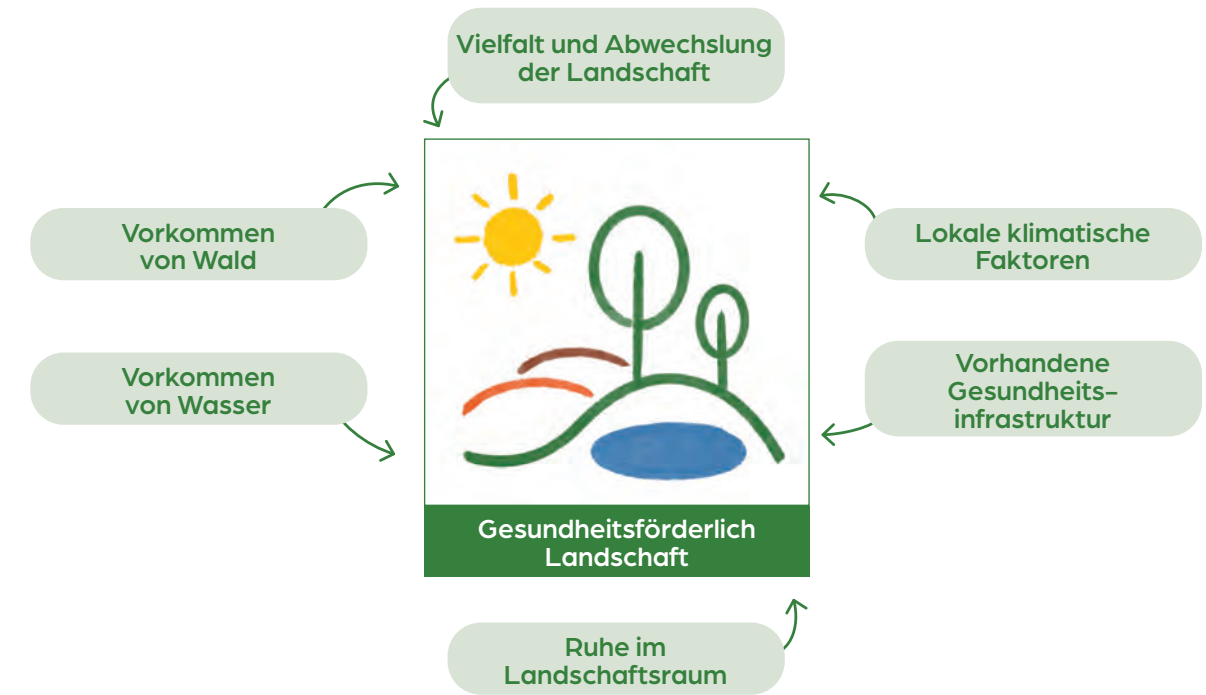 Vielfalt und Abwechslung
der Landschaft
Vorkommen
von Wald
Lokale klimatische
Faktoren
Vorkommen
von Wasser
Vorhandene
Gesundheits-
infrastruktur
Gesundheitsförderlich
Landschaft
Ruhe im
Landschaftsraum